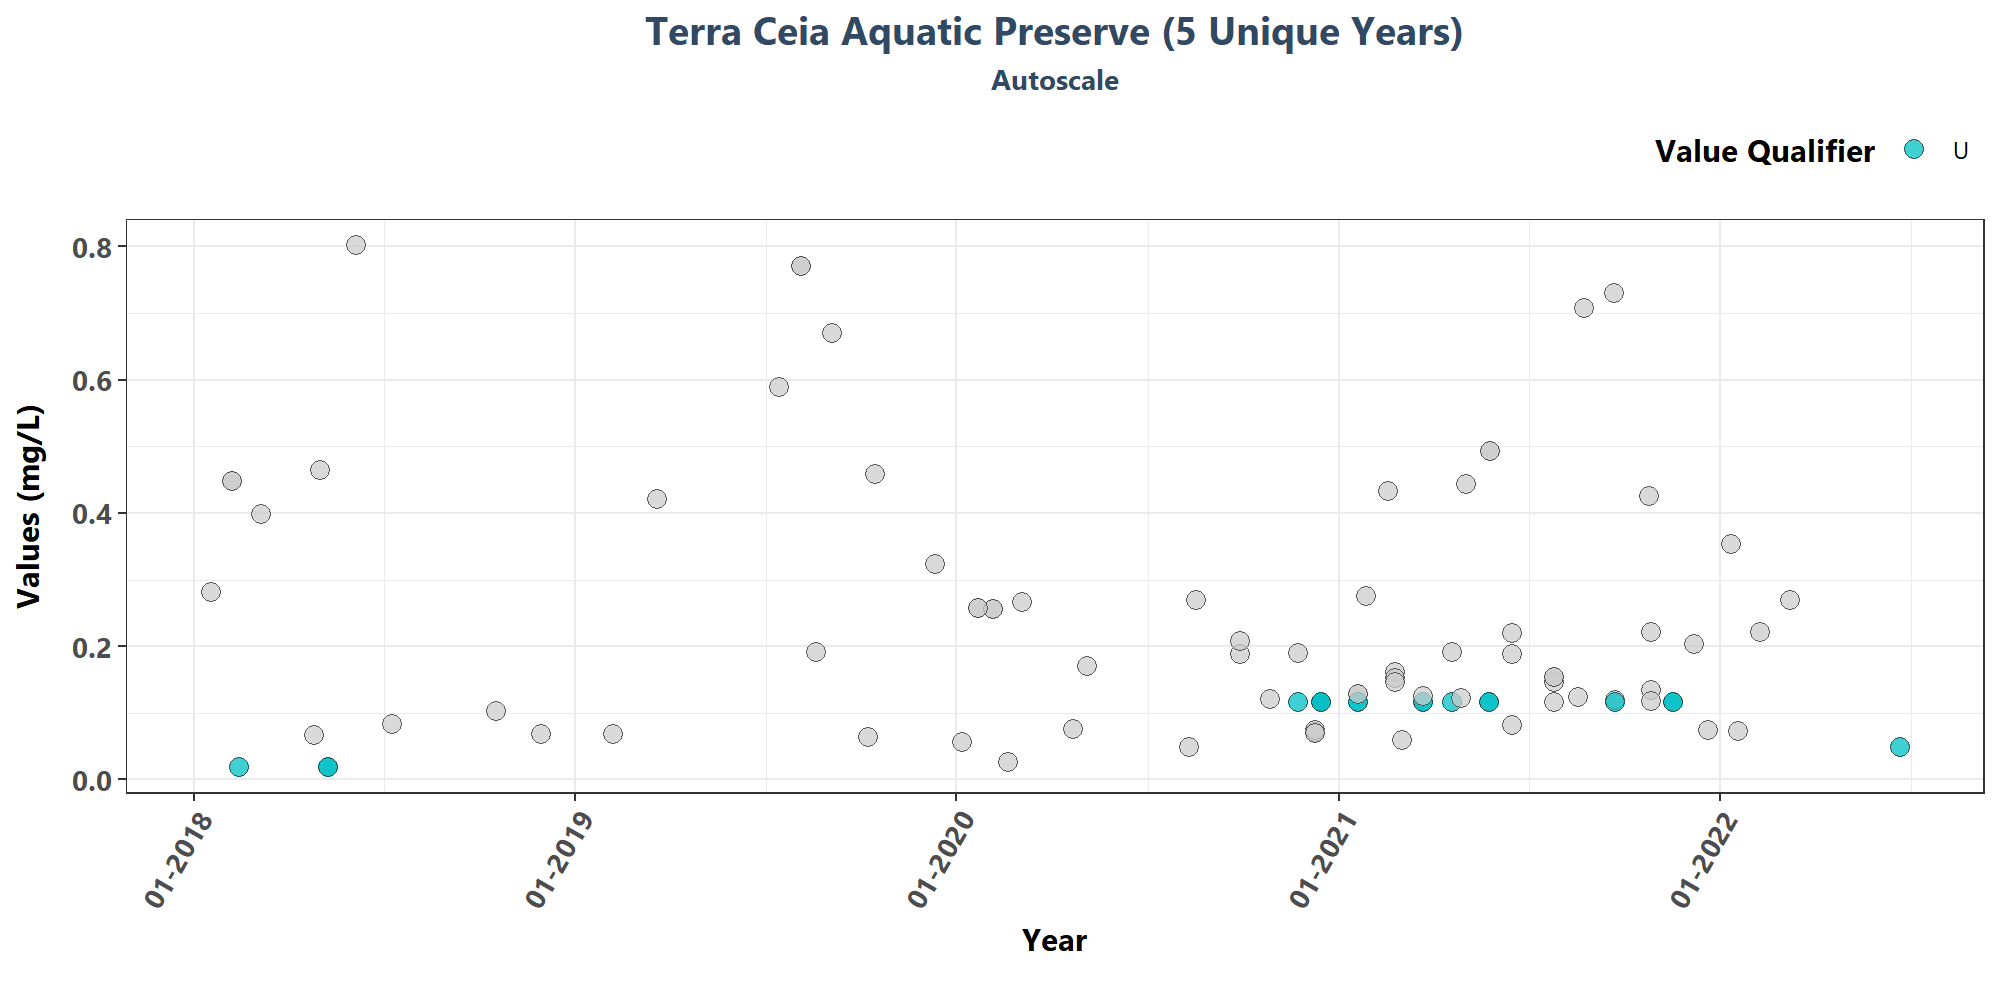 Terra Ceia Aquatic Preserve (5 Unique Years)
Autoscale
Value Qualifier U
0.8
0.6
0.4
0.2
0.0
Values (mg/L)
01-2018 01-2019 01-2020 01-2021 01-2022
Year